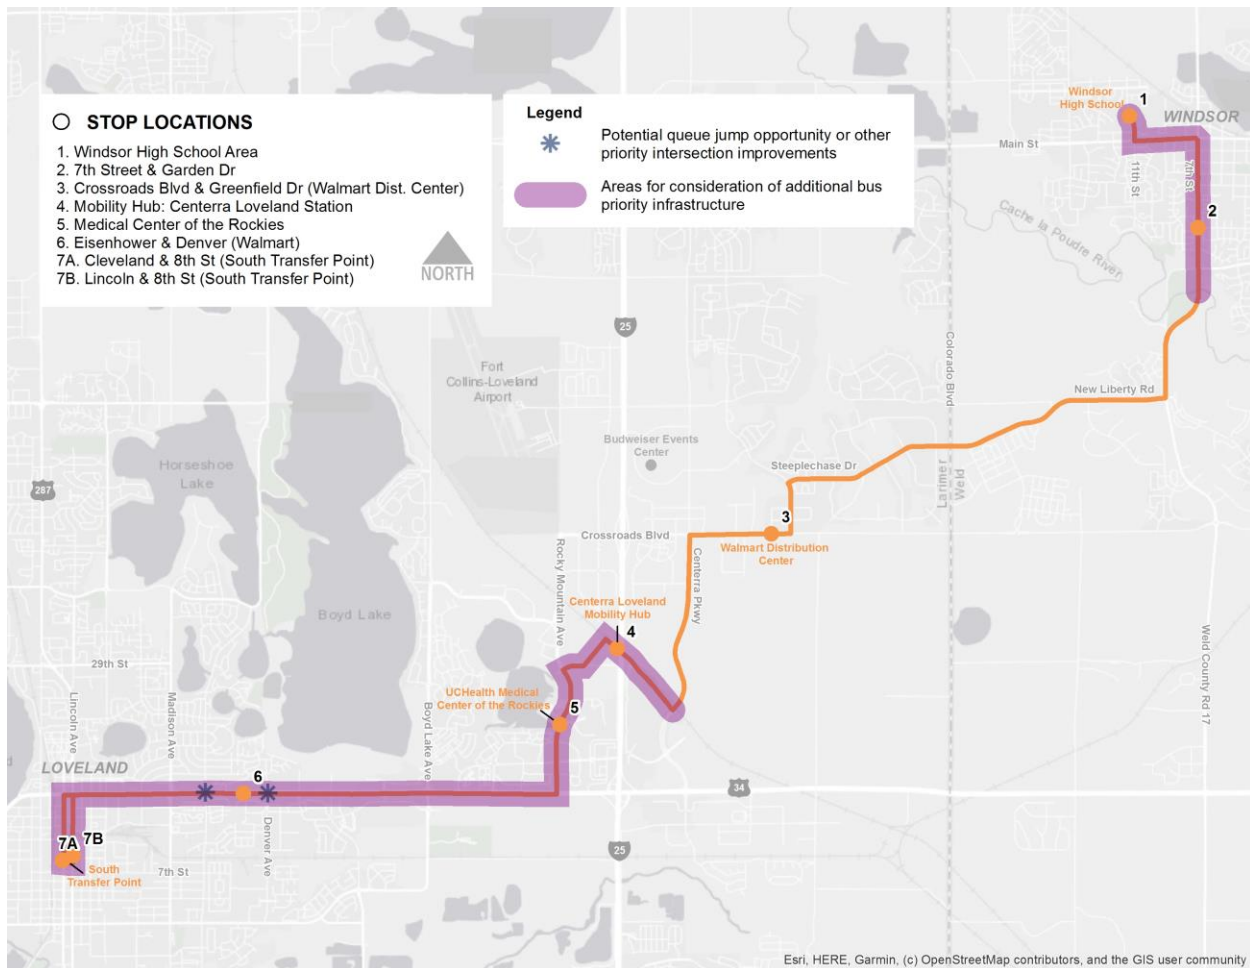 STOP LOCATIONS
1. Windsor High School Area
2. 7th Street & Garden Dr
3. Crossroads Blvd & Greenfield Dr (Walmart Dist. Center)
4. Mobility Hub: Centerra Loveland Station
5. Medical Center of the Rockies
6. Eisenhower & Denver (Walmart)
7A. Cleveland & 8th St (South Transfer Point)
7B. Lincoln & 8th St (South Transfer Point)
NORTH
Legend
Potential queue jump opportunity or other
priority intersection improvements
Areas for consideration of additional bus
priority infrastructure
Windsor
High School
1
WINDSOR
Main St
11th St
7th St
2
Cache la Poudre River
25
Colorado Blvd
Fort
Collins-Loveland
Airport
New Liberty Rd
Budweiser Events
Center
Steeplechase Dr
Horseshoe
Lake
287
Larimer
Weld
3
Crossroads Blvd
Walmart Distribution
Center
Rocky Mountain Ave
Centerra Pkwy
Centerra Loveland
Mobility Hub
4
Boyd Lake
Weld County Rd 17
29th St
UCHealth Medical
Center of the Rockies
5
Lincoln Ave
Madison Ave
Boyd Lake Ave
LOVELAND
6
34
Denver Ave
7A
7B
25
South
Transfer Point
7th St
Esri, HERE, Garmin, (c) OpenStreetMap contributors, and the GIS user community